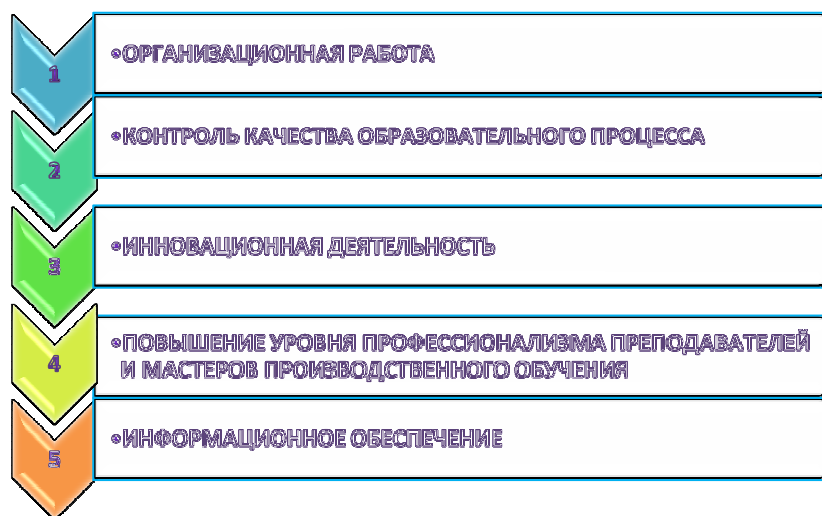 1
•ОРГАНИЗАЦИОННАЯ РАБОТА
2
•КОНТРОЛЬ КАЧЕСТВА ОБРАЗОВАТЕЛЬНОГО ПРОЦЕССА
3
•ИННОВАЦИОННАЯ ДЕЯТЕЛЬНОСТЬ
4
•ПОВЫШЕНИЕ УРОВНЯ ПРОФЕССИОНАЛИЗМА ПРЕПОДАВАТЕЛЕЙ
И МАСТЕРОВ ПРОИЗВОДСТВЕННОГО ОБУЧЕНИЯ
5
•ИНФОРМАЦИОННОЕ ОБЕСПЕЧЕНИЕ